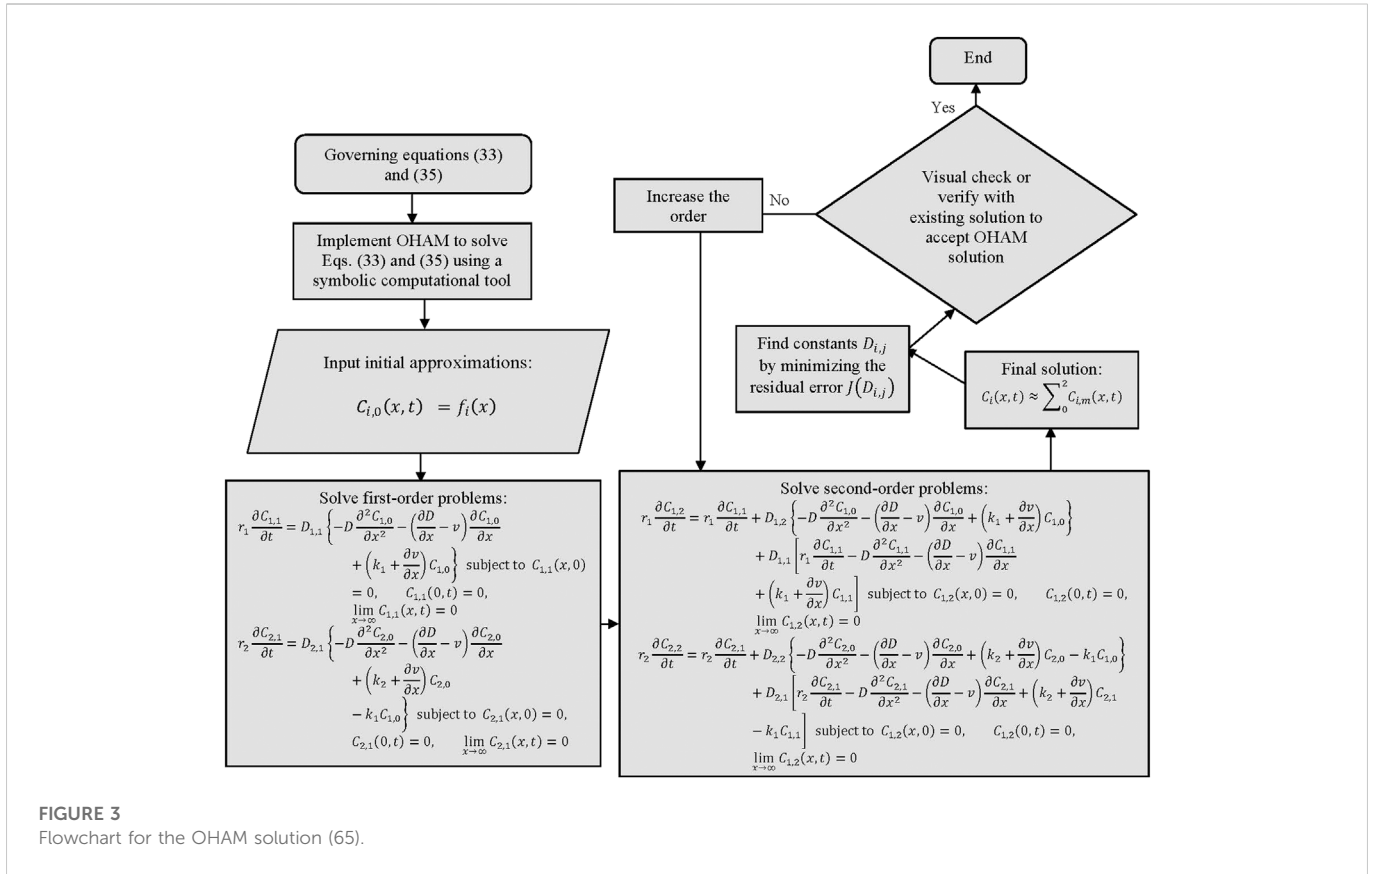 Governing equations (33)
and (35)
Implement OHAM to solve
Eqs. (33) and (35) using a
symbolic computational tool
Input initial approximations:
C_{i,0}(x,t) = f_i(x)
Solve first-order problems:
r_1 ∂C_{1,1}/∂t = D_{1,1} {−D ∂²C_{1,0}/∂x² − (∂D/∂x − v) ∂C_{1,0}/∂x
+ (k_1 + ∂v/∂x) C_{1,0}} subject to C_{1,1}(x,0)
= 0, C_{1,1}(0,t) = 0,
lim_{x→∞} C_{1,1}(x,t) = 0
r_2 ∂C_{2,1}/∂t = D_{2,1} {−D ∂²C_{2,0}/∂x² − (∂D/∂x − v) ∂C_{2,0}/∂x
+ (k_2 + ∂v/∂x) C_{2,0}
− k_1C_{1,0}} subject to C_{2,1}(x,0) = 0,
C_{2,1}(0,t) = 0, lim_{x→∞} C_{2,1}(x,t) = 0
Solve second-order problems:
r_1 ∂C_{1,2}/∂t = r_1 ∂C_{1,1}/∂t + D_{1,2} {−D ∂²C_{1,0}/∂x² − (∂D/∂x − v) ∂C_{1,0}/∂x + (k_1 + ∂v/∂x) C_{1,0}}
+ D_{1,1} [r_1 ∂C_{1,1}/∂t − D ∂²C_{1,1}/∂x² − (∂D/∂x − v) ∂C_{1,1}/∂x
+ (k_1 + ∂v/∂x) C_{1,1}] subject to C_{1,2}(x,0) = 0, C_{1,2}(0,t) = 0,
lim_{x→∞} C_{1,2}(x,t) = 0
r_2 ∂C_{2,2}/∂t = r_2 ∂C_{2,1}/∂t + D_{2,2} {−D ∂²C_{2,0}/∂x² − (∂D/∂x − v) ∂C_{2,0}/∂x + (k_2 + ∂v/∂x) C_{2,0} − k_1C_{1,0}}
+ D_{2,1} [r_2 ∂C_{2,1}/∂t − D ∂²C_{2,1}/∂x² − (∂D/∂x − v) ∂C_{2,1}/∂x + (k_2 + ∂v/∂x) C_{2,1}
− k_1C_{1,1}] subject to C_{1,2}(x,0) = 0, C_{1,2}(0,t) = 0,
lim_{x→∞} C_{1,2}(x,t) = 0
Final solution:
C_i(x,t) ≈ ∑_0^2 C_{i,m}(x,t)
Find constants D_{i,j}
by minimizing the
residual error J(D_{i,j})
Visual check or
verify with
existing solution to
accept OHAM
solution
No
Increase the
order
Yes
End
FIGURE 3
Flowchart for the OHAM solution (65).